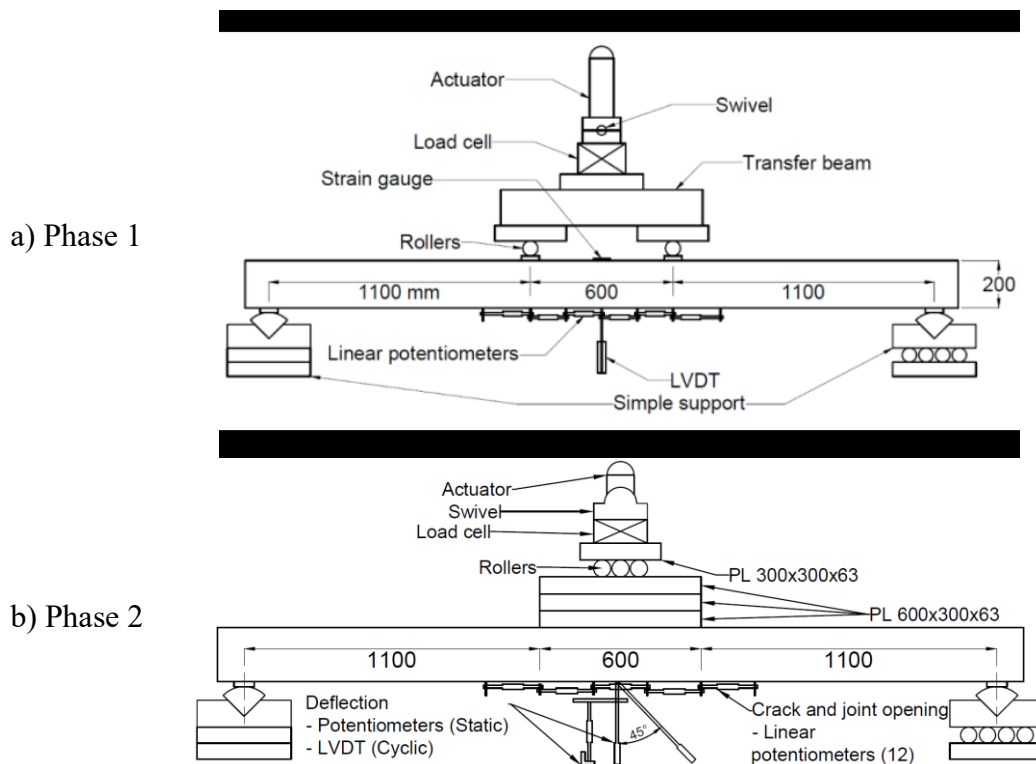 Actuator
Swivel
Load cell
Transfer beam
Strain gauge
a) Phase 1
Rollers
1100 mm
600
1100
200
Linear potentiometers
LVDT
Simple support
Actuator
Swivel
Load cell
Rollers
PL 300x300x63
b) Phase 2
PL 600x300x63
1100
600
1100
Deflection
- Potentiometers (Static)
- LVDT (Cyclic)
45°
Crack and joint opening
- Linear
potentiometers (12)